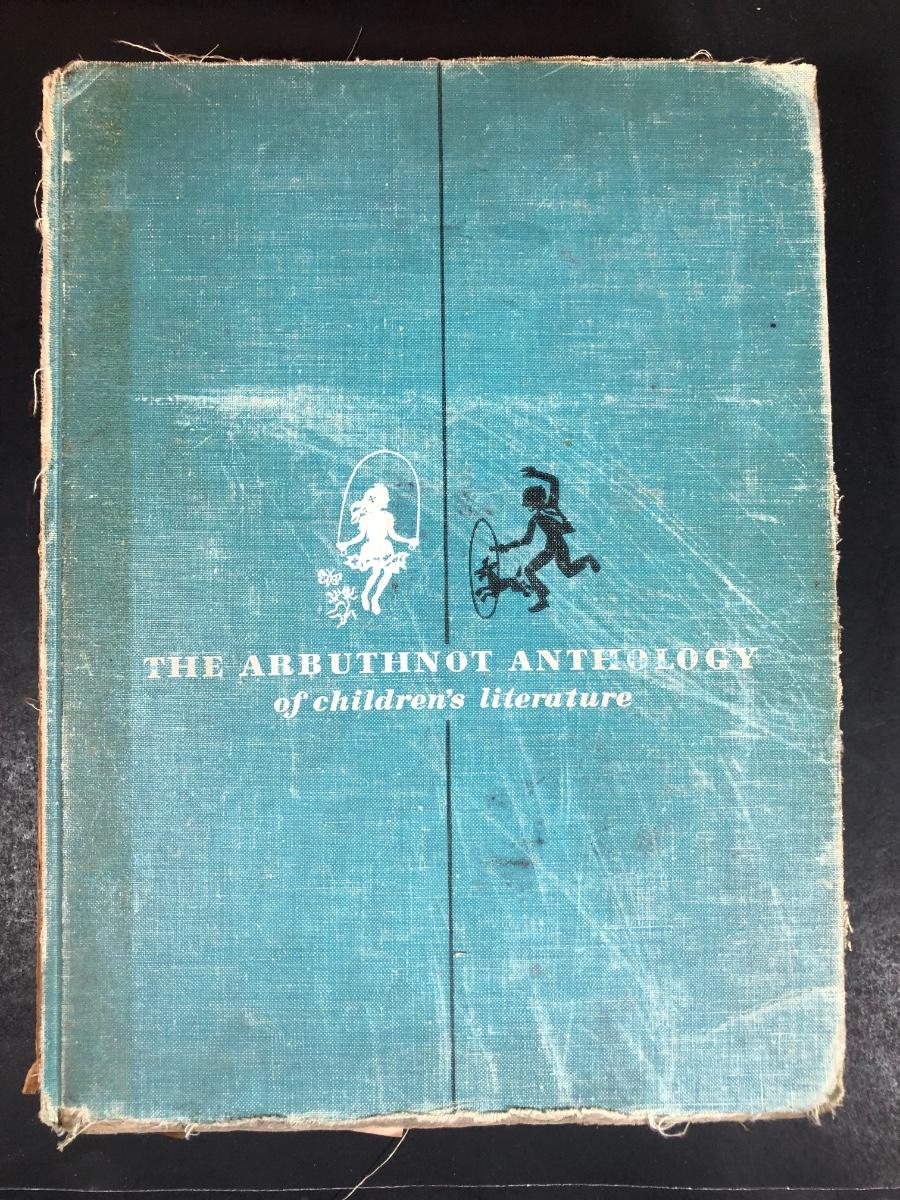 THE ARBUTHNOT ANTHOLOGY
of children's literature